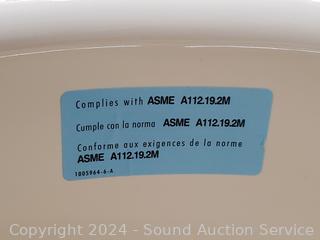 Complies with ASME A112.19.2M
Cumple con la norma ASME A112.19.2M
Conforme aux exigences de la norme
ASME A112.19.2M
1005964-6-A
Copyright 2024 - Sound Auction Service